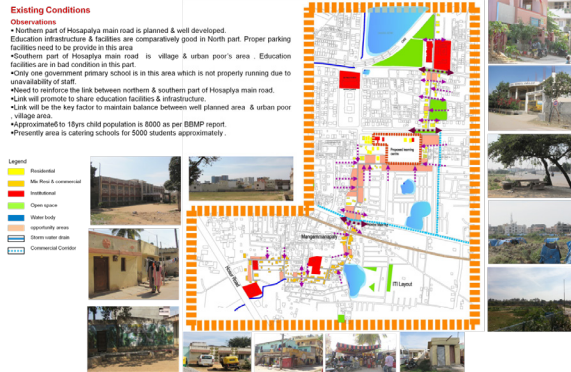 Existing Conditions
Observations
• Northern part of Hosapalya main road is planned & well developed.
Education infrastructure & facilities are comparatively good in North part. Proper parking
facilities need to be provide in this area
•Southern part of Hosaplya main road is village & urban poor's area . Education
facilities are in bad condition in this part.
•Only one government primary school is in this area which is not properly running due to
unavailability of staff.
•Need to reinforce the link between northern & southern part of Hosapalya main road.
•Link will promote to share education facilities & infrastructure.
•Link will be the key factor to maintain balance between well planned area & urban poor
, village area.
•Approximate6 to 18yrs child population is 8000 as per BBMP report.
•Presently area is catering schools for 5000 students approximately .
Legend
Residential
Mix Resi & commercial
Institutional
Open space
Water body
opportunity areas
Storm water drain
Commercial Corridor
Proposed learning
centre
Mangammanapalya
Hosur Road
ITI Layout